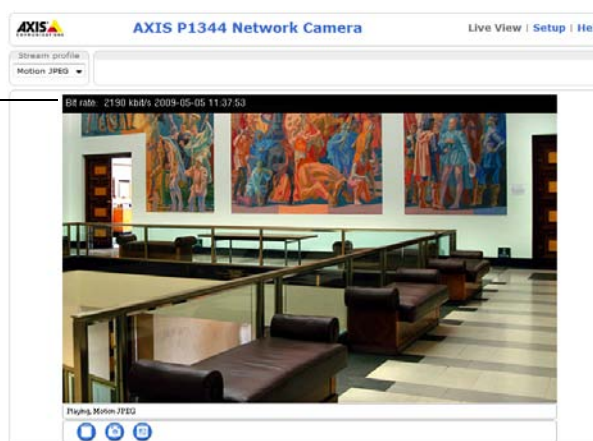 AXIS
COMMUNICATIONS
AXIS P1344 Network Camera
Live View | Setup | He
Stream profile
Motion JPEG
Bit rate: 2190 kbit/s 2009-05-05 11:37:53
Playing, Motion JPEG